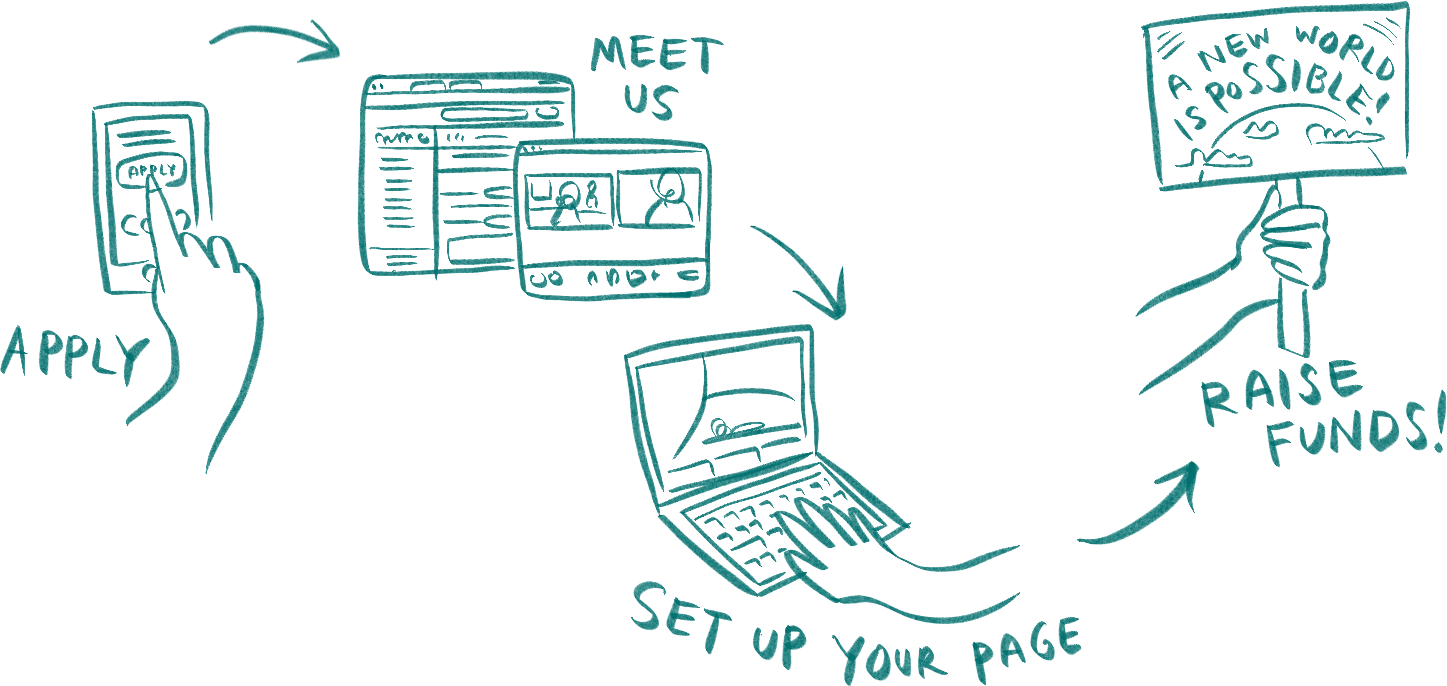 APPLY
APPLY
MEET
US
SET UP YOUR PAGE
A NEW WORLD
IS POSSIBLE!
RAISE
FUNDS!